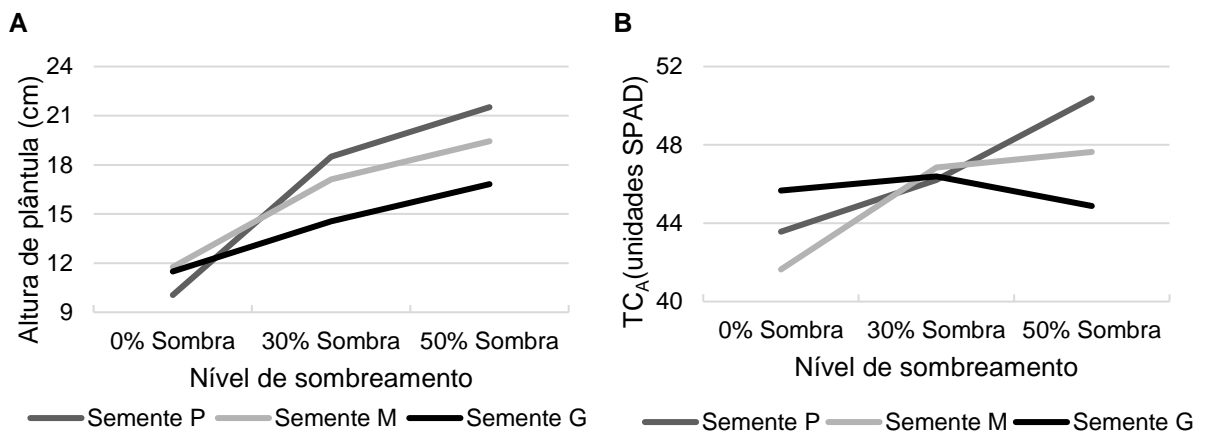 A
Altura de plântula (cm)
24
21
18
15
12
9
0% Sombra 30% Sombra 50% Sombra
Nível de sombreamento
Semente P Semente M Semente G
B
TCA(unidades SPAD)
52
48
44
40
0% Sombra 30% Sombra 50% Sombra
Nível de sombreamento
Semente P Semente M Semente G